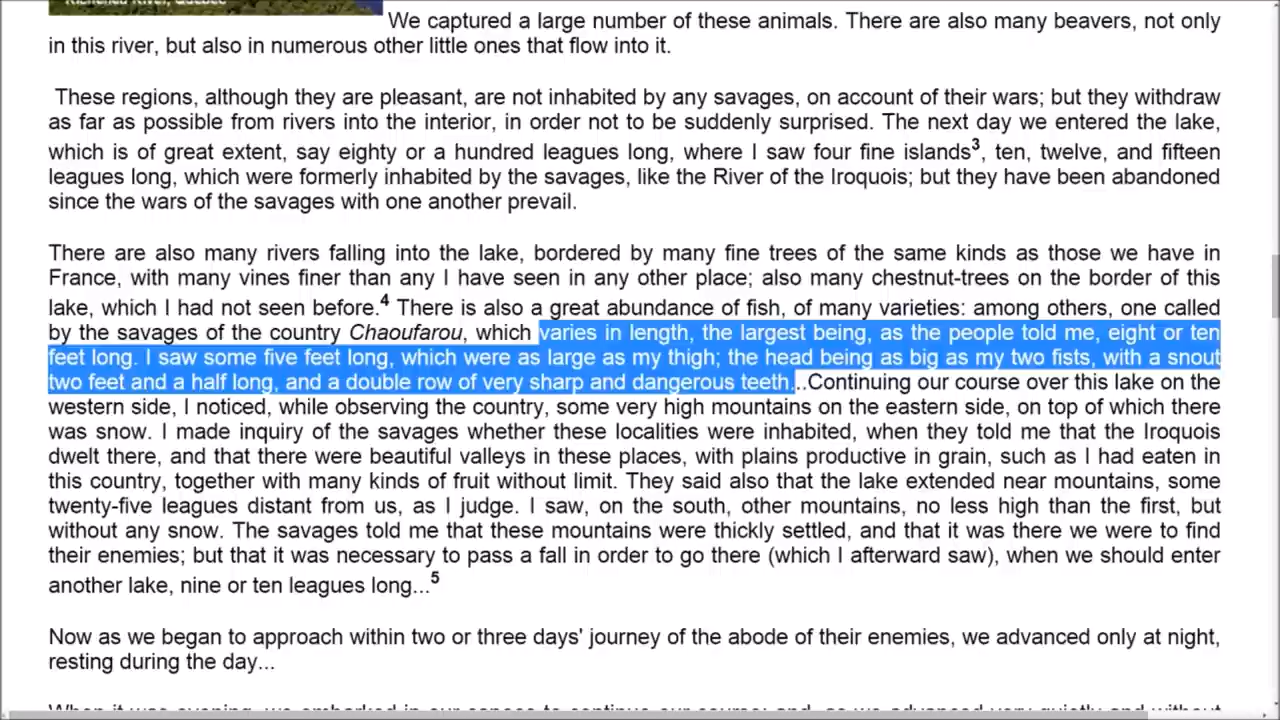 We captured a large number of these animals. There are also many beavers, not only
in this river, but also in numerous other little ones that flow into it.
These regions, although they are pleasant, are not inhabited by any savages, on account of their wars; but they withdraw
as far as possible from rivers into the interior, in order not to be suddenly surprised. The next day we entered the lake,
which is of great extent, say eighty or a hundred leagues long, where I saw four fine islands3, ten, twelve, and fifteen
leagues long, which were formerly inhabited by the savages, like the River of the Iroquois; but they have been abandoned
since the wars of the savages with one another prevail.
There are also many rivers falling into the lake, bordered by many fine trees of the same kinds as those we have in
France, with many vines finer than any I have seen in any other place; also many chestnut-trees on the border of this
lake, which I had not seen before.4 There is also a great abundance of fish, of many varieties: among others, one called
by the savages of the country Chaoufarou, which varies in length, the largest being, as the people told me, eight or ten
feet long. I saw some five feet long, which were as large as my thigh; the head being as big as my two fists, with a snout
two feet and a half long, and a double row of very sharp and dangerous teeth...Continuing our course over this lake on the
western side, I noticed, while observing the country, some very high mountains on the eastern side, on top of which there
was snow. I made inquiry of the savages whether these localities were inhabited, when they told me that the Iroquois
dwelt there, and that there were beautiful valleys in these places, with plains productive in grain, such as I had eaten in
this country, together with many kinds of fruit without limit. They said also that the lake extended near mountains, some
twenty-five leagues distant from us, as I judge. I saw, on the south, other mountains, no less high than the first, but
without any snow. The savages told me that these mountains were thickly settled, and that it was there we were to find
their enemies; but that it was necessary to pass a fall in order to go there (which I afterward saw), when we should enter
another lake, nine or ten leagues long...5
Now as we began to approach within two or three days' journey of the abode of their enemies, we advanced only at night,
resting during the day...